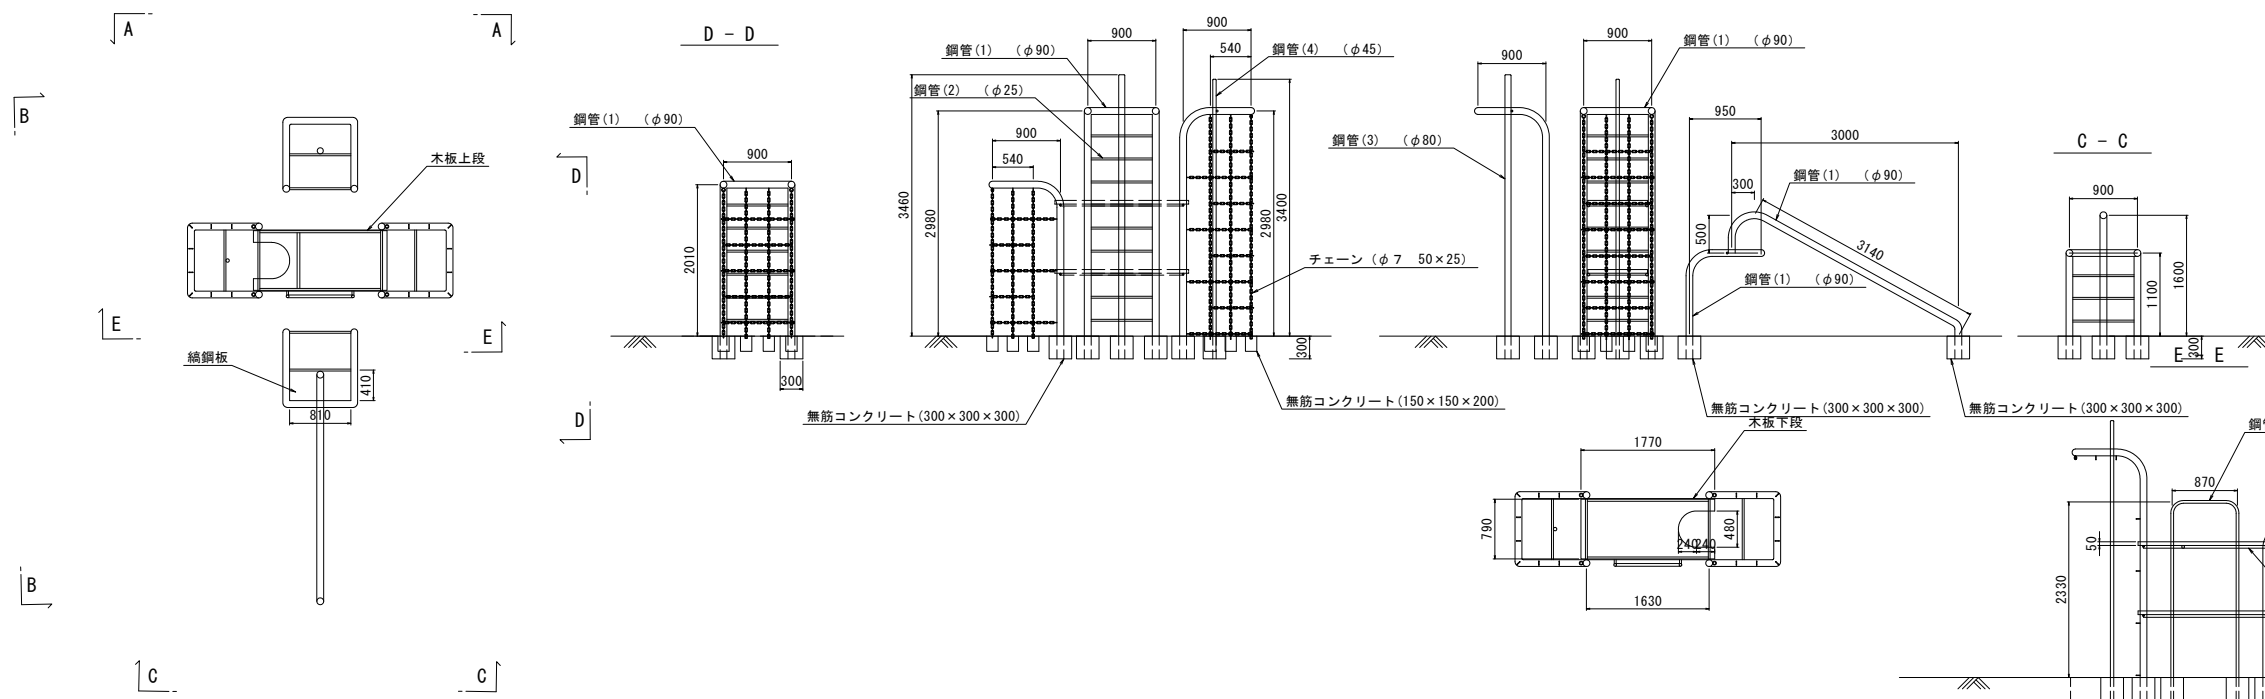 A
A
B
木板上段
E
E
縞鋼板
410
810
B
C
C
D － D
鋼管(1)　（φ90）
900
D
2010
300
D
900
900
鋼管(1)　（φ90）
540
鋼管(4)　（φ45）
鋼管(2)　（φ25）
900
540
3460
2980
2980
3400
チェーン（φ７　50×25）
300
無筋コンクリート(300×300×300)
無筋コンクリート(150×150×200)
900
900
鋼管(1)　（φ90）
鋼管(3)　（φ80）
950
3000
300
鋼管(1)　（φ90）
500
3140
鋼管(1)　（φ90）
無筋コンクリート(300×300×300)
無筋コンクリート(300×300×300)
C － C
900
1600
1100
300
E　E
木板下段
1770
790
480
240
240
1630
870
50
2330